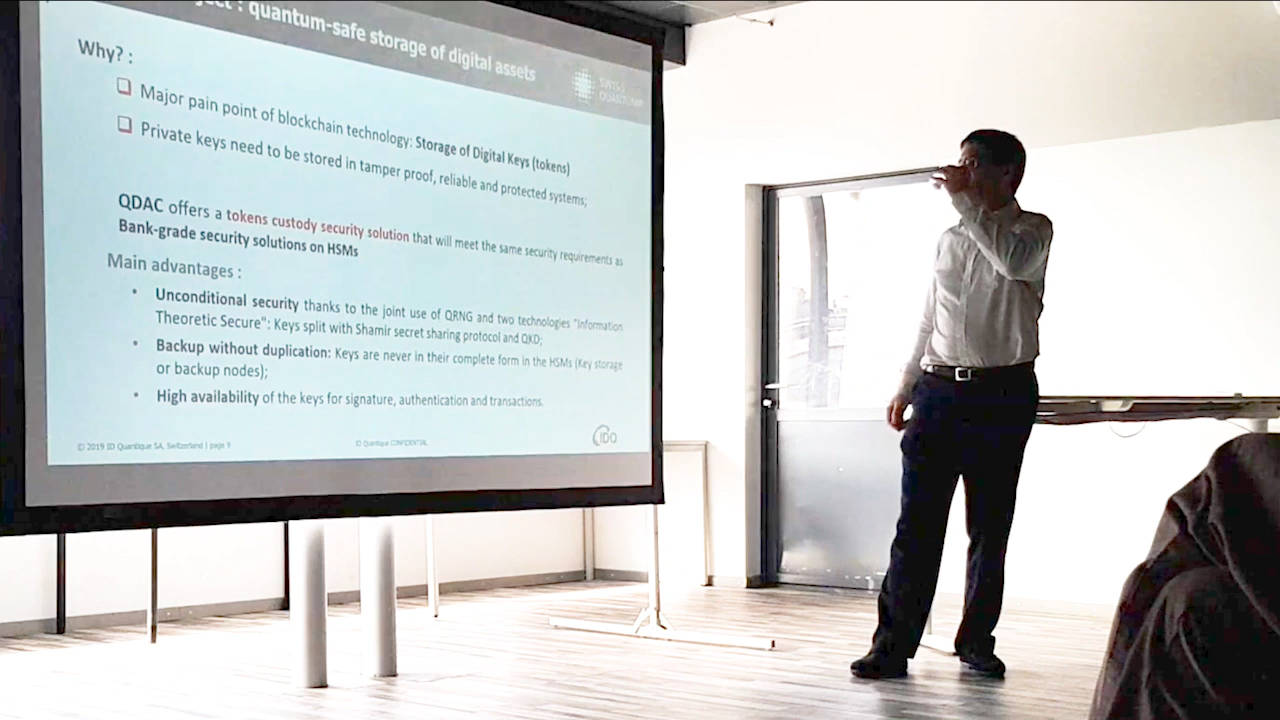 : quantum-safe storage of digital assets
SWISS
QUANTUM
Why? :
Major pain point of blockchain technology: Storage of Digital Keys (tokens)
Private keys need to be stored in tamper proof, reliable and protected systems;
QDAC offers a tokens custody security solution that will meet the same security requirements as
Bank-grade security solutions on HSMs
Main advantages :
• Unconditional security thanks to the joint use of QRNG and two technologies "Information
Theoretic Secure": Keys split with Shamir secret sharing protocol and QKD;
• Backup without duplication: Keys are never in their complete form in the HSMs (Key storage
or backup nodes);
• High availability of the keys for signature, authentication and transactions.
© 2019 ID Quantique SA, Switzerland | page 9
ID Quantique CONFIDENTIAL
IDQ